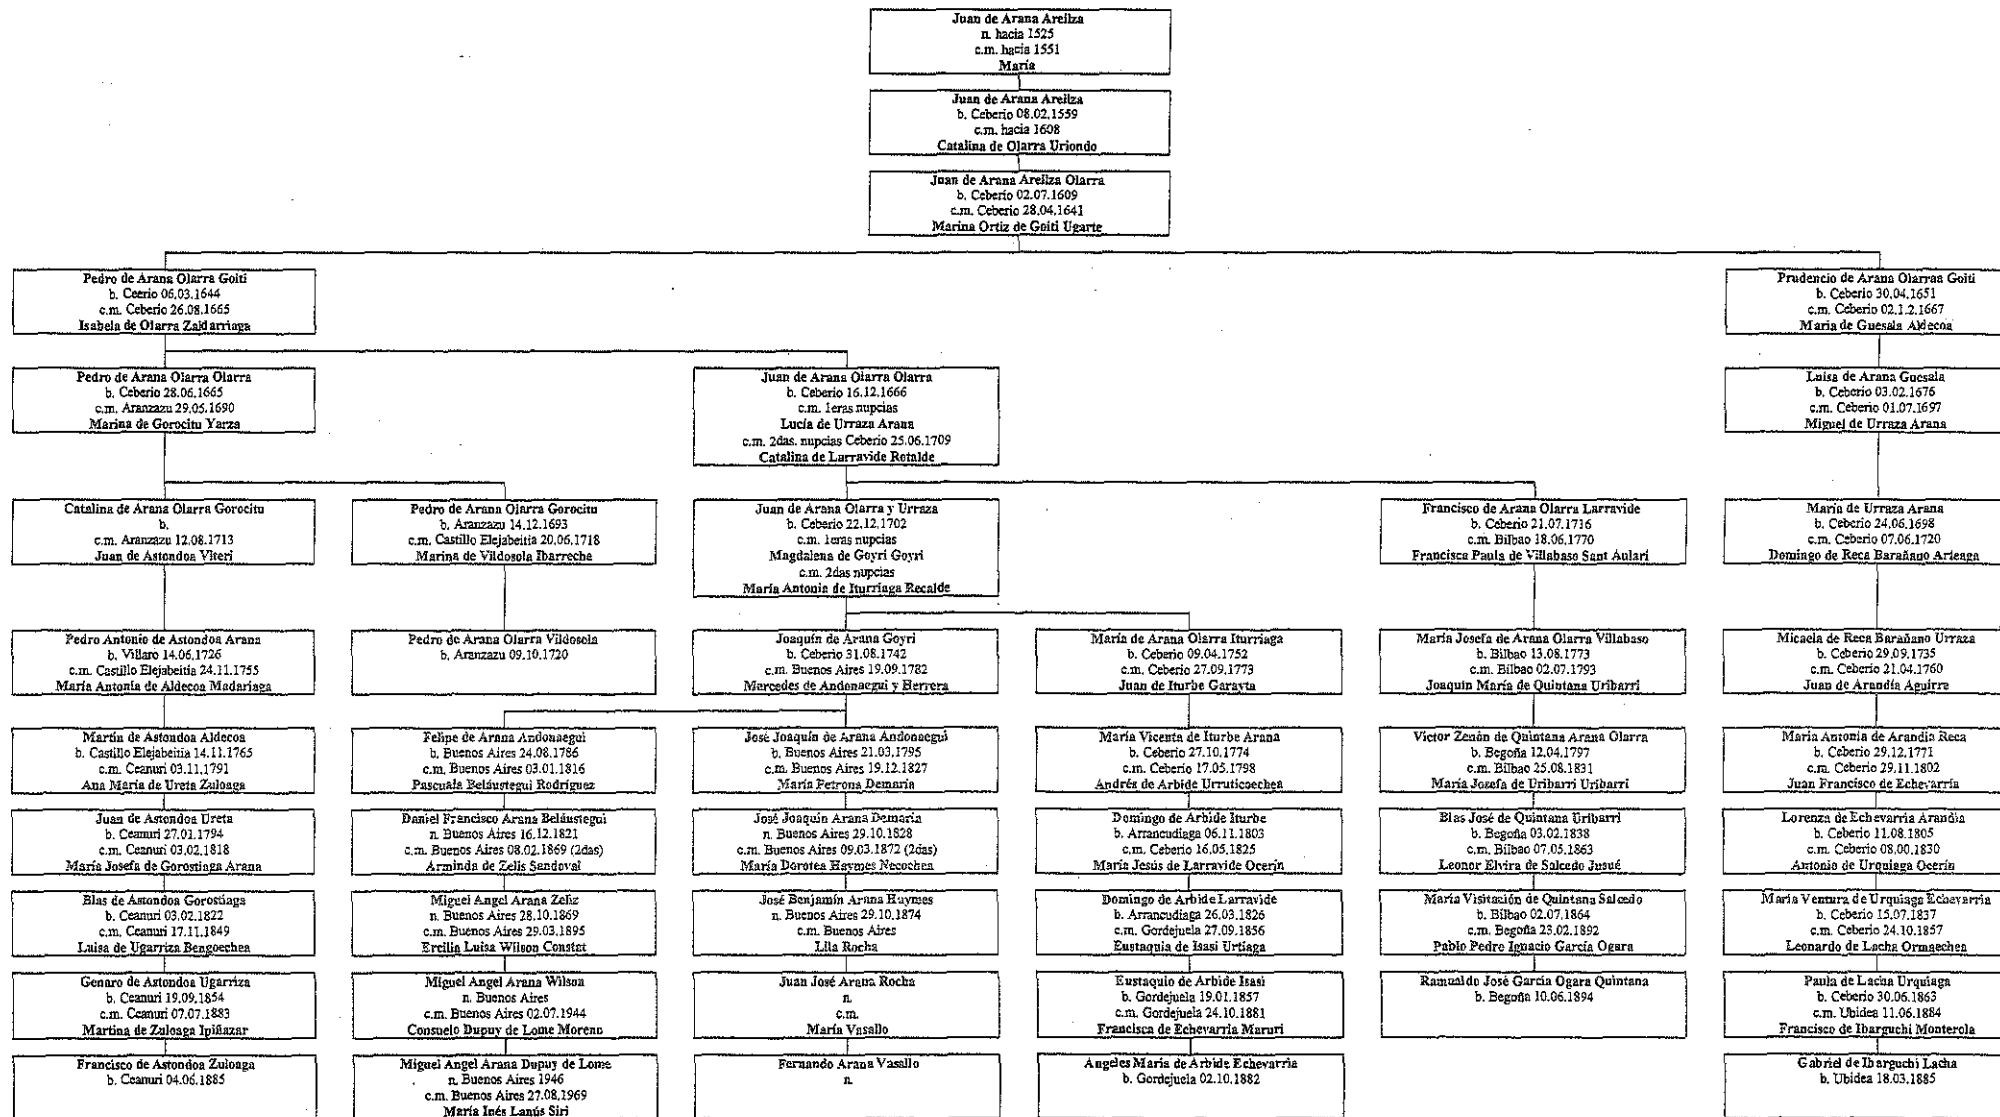 Juan de Arana Areilza
n. hacia 1525
c.m. hacia 1551
María
Juan de Arana Areilza
b. Ceberio 08.02.1559
c.m. hacia 1608
Catalina de Olarra Uriondo
Juan de Arana Areilza Olarra
b. Ceberio 02.07.1609
c.m. Ceberio 28.04.1641
Marina Ortiz de Goiti Ugarte
Pedro de Arana Olarra Goiti
b. Ceerio 06.03.1644
c.m. Ceberio 26.08.1665
Isabela de Olarra Zaldarriaga
Prudencio de Arana Olarraa Goiti
b. Ceberio 30.04.1651
c.m. Ceberio 02.1.2.1667
Maria de Guesala Aldecoa
Pedro de Arana Olarra Olarra
b. Ceberio 28.06.1665
c.m. Aranzazu 29.05.1690
Marina de Gorocitu Yarza
Juan de Arana Olarra Olarra
b. Ceberio 16.12.1666
c.m. 1eras nupcias
Lucía de Urraza Arana
c.m. 2das. nupcias Ceberio 25.06.1709
Catalina de Larravide Rotalde
Luisa de Arana Guesala
b. Ceberio 03.02.1676
c.m. Ceberio 01.07.1697
Miguel de Urraza Arana
Catalina de Arana Olarra Gorocitu
b.
c.m. Aranzazu 12.08.1713
Juan de Astondoa Viteri
Pedro de Arana Olarra Gorocitu
b. Aranzazu 14.12.1693
c.m. Castillo Elejabeitia 20.06.1718
Marina de Vildosola Ibarreche
Juan de Arana Olarra y Urraza
b. Ceberio 22.12.1702
c.m. 1eras nupcias
Magdalena de Goyri Goyri
c.m. 2das nupcias
María Antonia de Iturriaga Recalde
Francisco de Arana Olarra Larravide
b. Ceberio 21.07.1716
c.m. Bilbao 18.06.1770
Francisca Paula de Villabaso Sant Aulari
María de Urraza Arana
b. Ceberio 24.06.1698
c.m. Ceberio 07.06.1720
Domingo de Reca Barañano Arteaga
Pedro Antonio de Astondoa Arana
b. Villaro 14.06.1726
c.m. Castillo Elejabeitia 24.11.1755
María Antonia de Aldecoa Madariaga
Pedro de Arana Olarra Vildosola
b. Aranzazu 09.10.1720
Joaquín de Arana Goyri
b. Ceberio 31.08.1742
c.m. Buenos Aires 19.09.1782
Mercedes de Andonaegui y Herrera
María de Arana Olarra Iturriaga
b. Ceberio 09.04.1752
c.m. Ceberio 27.09.1773
Juan de Iturbe Garayta
María Josefa de Arana Olarra Villabaso
b. Bilbao 13.08.1773
c.m. Bilbao 02.07.1793
Joaquín María de Quintana Uribarri
Micaela de Reca Barañano Urraza
b. Ceberio 29.09.1735
c.m. Ceberio 21.04.1760
Juan de Arandia Aguirre
Martín de Astondoa Aldecoa
b. Castillo Elejabeitia 14.11.1765
c.m. Ceanuri 03.11.1791
Ana María de Ureta Zuloaga
Felipe de Arana Andonaegui
b. Buenos Aires 24.08.1786
c.m. Buenos Aires 03.01.1816
Pascuala Beláustegui Rodríguez
José Joaquín de Arana Andonaegui
b. Buenos Aires 21.03.1795
c.m. Buenos Aires 19.12.1827
María Petrona Demaría
María Vicenta de Iturbe Arana
b. Ceberio 27.10.1774
c.m. Ceberio 17.05.1798
Andrés de Arbide Urruticoechea
Victor Zenón de Quintana Arana Olarra
b. Begoña 12.04.1797
c.m. Bilbao 25.08.1831
María Josefa de Uribarri Uribarri
Maria Antonia de Arandia Reca
b. Ceberio 29.12.1771
c.m. Ceberio 29.11.1802
Juan Francisco de Echevarría
Juan de Astondoa Ureta
b. Ceanuri 27.01.1794
c.m. Ceanuri 03.02.1818
María Josefa de Gorostiaga Arana
Daniel Francisco Arana Beláustegui
n. Buenos Aires 16.12.1821
c.m. Buenos Aires 08.02.1869 (2das)
Arminda de Zelis Sandoval
José Joaquín Arana Demaria
n. Buenos Aires 29.10.1828
c.m. Buenos Aires 09.03.1872 (2das)
María Dorotea Haymes Necochea
Domingo de Arbide Iturbe
b. Arrancudiaga 06.11.1803
c.m. Ceberio 16.05.1825
María Jesús de Larravide Ocerin
Blas José de Quintana Uribarri
b. Begoña 03.02.1838
c.m. Bilbao 07.05.1863
Leonor Elvira de Salcedo Jusué
Lorenza de Echevarria Arandia
b. Ceberio 11.08.1805
c.m. Ceberio 08.00.1830
Antonio de Urquiaga Ocerín
Blas de Astondoa Gorostiaga
b. Ceanuri 03.02.1822
c.m. Ceanuri 17.11.1849
Luisa de Ugarriza Bengoechea
Miguel Angel Arana Zeliz
n. Buenos Aires 28.10.1869
c.m. Buenos Aires 29.03.1895
Ercilia Luisa Wilson Constet
José Benjamín Arana Haymes
n. Buenos Aires 29.10.1874
c.m. Buenos Aires
Lila Rocha
Domingo de Arbide Larravide
b. Arrancudiaga 26.03.1826
c.m. Gordejuela 27.09.1856
Eustaquia de Isasi Urtiaga
María Visitación de Quintana Salcedo
b. Bilbao 02.07.1864
c.m. Begoña 23.02.1892
Pablo Pedro Ignacio García Ogara
María Ventura de Urquiaga Echevarria
b. Ceberio 15.07.1837
c.m. Ceberio 24.10.1857
Leonardo de Lacha Ormaechea
Genaro de Astondoa Ugarriza
b. Ceanuri 19.09.1854
c.m. Ceanuri 07.07.1883
Martina de Zuloaga Ipiñazar
Miguel Angel Arana Wilson
n. Buenos Aires
c.m. Buenos Aires 02.07.1944
Consuelo Dupuy de Lome Moreno
Juan José Arana Rocha
n.
c.m.
María Vasallo
Eustaquio de Arbide Isasi
b. Gordejuela 19.01.1857
c.m. Gordejuela 24.10.1881
Francisca de Echevarria Maruri
Ramualdo José García Ogara Quintana
b. Begoña 10.06.1894
Paula de Lacha Urquiaga
b. Ceberio 30.06.1863
c.m. Ubidea 11.06.1884
Francisco de Ibarguchi Monterola
Francisco de Astondoa Zuloaga
b. Ceanuri 04.06.1885
Miguel Angel Arana Dupuy de Lome
n. Buenos Aires 1946
c.m. Buenos Aires 27.08.1969
María Inés Lanús Siri
Fernando Arana Vasallo
n.
Angeles María de Arbide Echevarria
b. Gordejuela 02.10.1882
Gabriel de Ibarguchi Lacha
b. Ubidea 18.03.1885